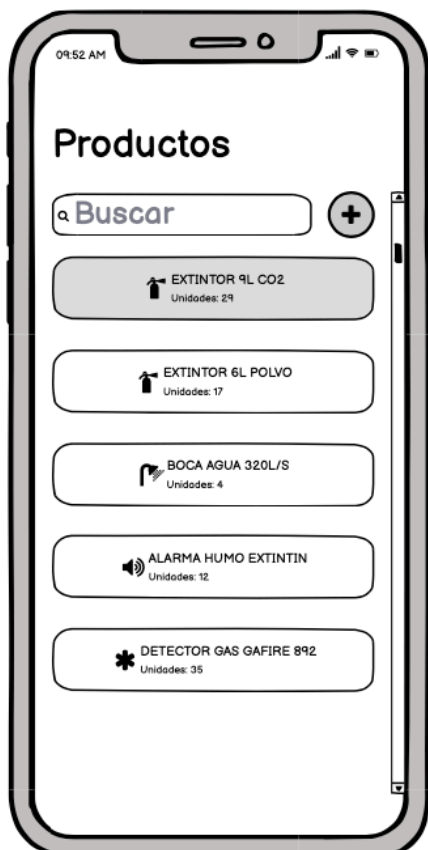 09:52 AM
Productos
Buscar
EXTINTOR 9L CO2
Unidades: 29
EXTINTOR 6L POLVO
Unidades: 17
BOCA AGUA 320L/S
Unidades: 4
ALARMA HUMO EXTINTIN
Unidades: 12
DETECTOR GAS GAFIRE 892
Unidades: 35